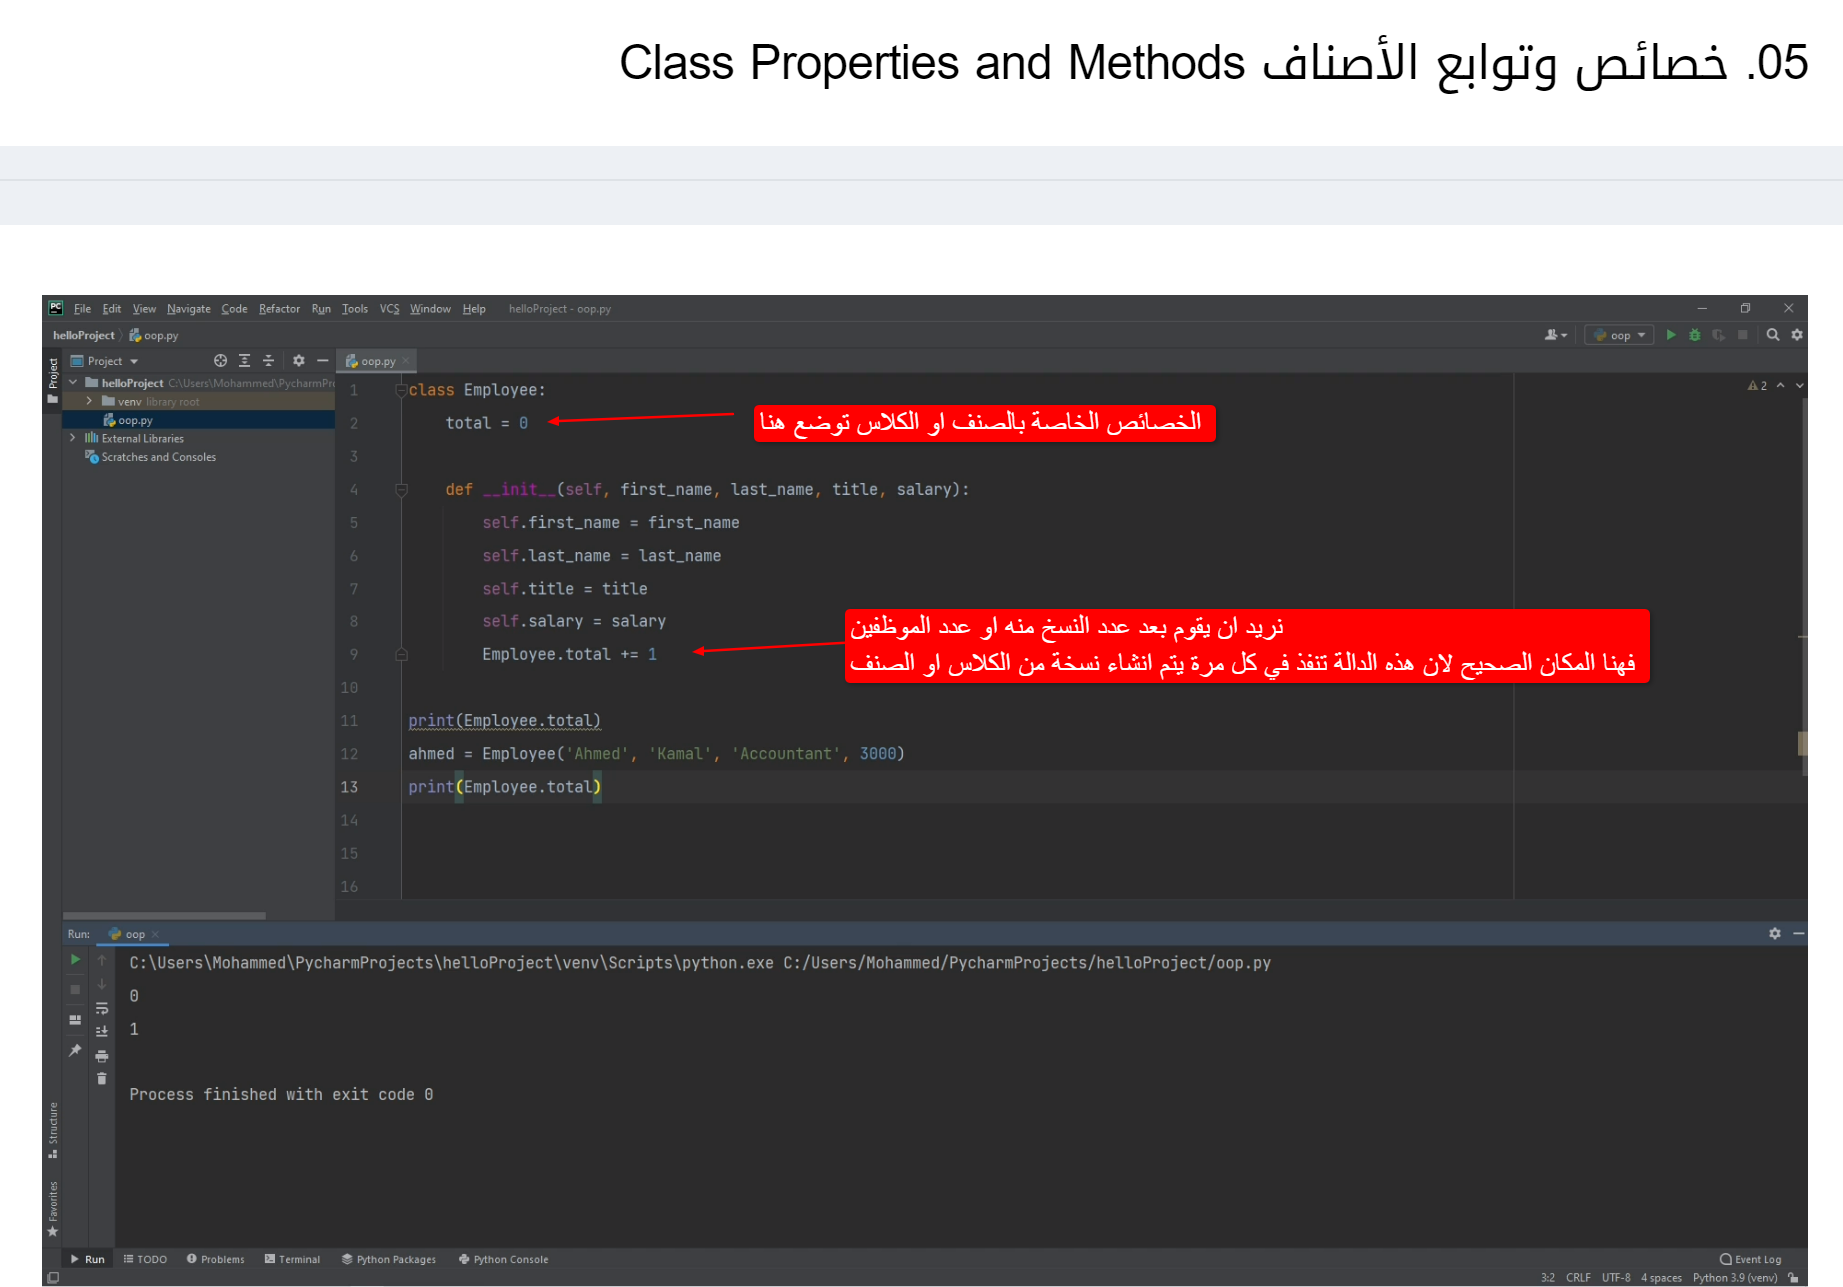 05. خصائص وتوابع الأصناف Class Properties and Methods
File Edit View Navigate Code Refactor Run Tools VCS Window Help helloProject - oop.py
helloProject oop.py
oop
Project
Project
oop.py
helloProject C:\Users\Mohammed\PycharmPr
venv library root
oop.py
External Libraries
Scratches and Consoles
2
1 class Employee:
2 total = 0
الخصائص الخاصة بالصنف او الكلاس توضع هنا
3
4 def __init__(self, first_name, last_name, title, salary):
5 self.first_name = first_name
6 self.last_name = last_name
7 self.title = title
8 self.salary = salary
9 Employee.total += 1
نريد ان يقوم بعد عدد النسخ منه او عدد الموظفين
فهنا المكان الصحيح لان هذه الدالة تنفذ في كل مرة يتم انشاء نسخة من الكلاس او الصنف
10
11 print(Employee.total)
12 ahmed = Employee('Ahmed', 'Kamal', 'Accountant', 3000)
13 print(Employee.total)
14
15
16
Run: oop
C:\Users\Mohammed\PycharmProjects\helloProject\venv\Scripts\python.exe C:/Users/Mohammed/PycharmProjects/helloProject/oop.py
0
1
Process finished with exit code 0
Structure
Favorites
Run TODO Problems Terminal Python Packages Python Console Event Log
3:2 CRLF UTF-8 4 spaces Python 3.9 (venv)